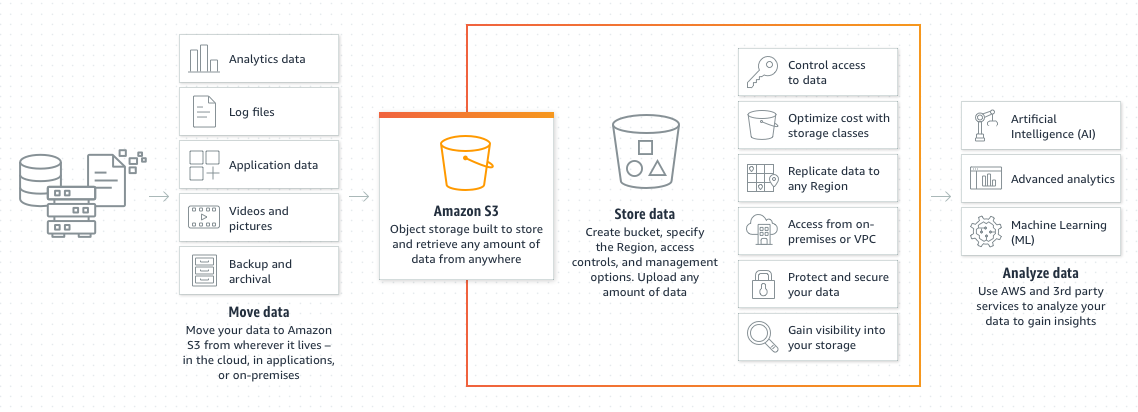 Analytics data
Log files
Application data
Videos and
pictures
Backup and
archival
Move data
Move your data to Amazon
S3 from wherever it lives –
in the cloud, in applications,
or on-premises
Amazon S3
Object storage built to store
and retrieve any amount of
data from anywhere
Store data
Create bucket, specify
the Region, access
controls, and management
options. Upload any
amount of data
Control access
to data
Optimize cost with
storage classes
Replicate data to
any Region
Access from on-
premises or VPC
Protect and secure
your data
Gain visibility into
your storage
Artificial
Intelligence (AI)
Advanced analytics
Machine Learning
(ML)
Analyze data
Use AWS and 3rd party
services to analyze your
data to gain insights